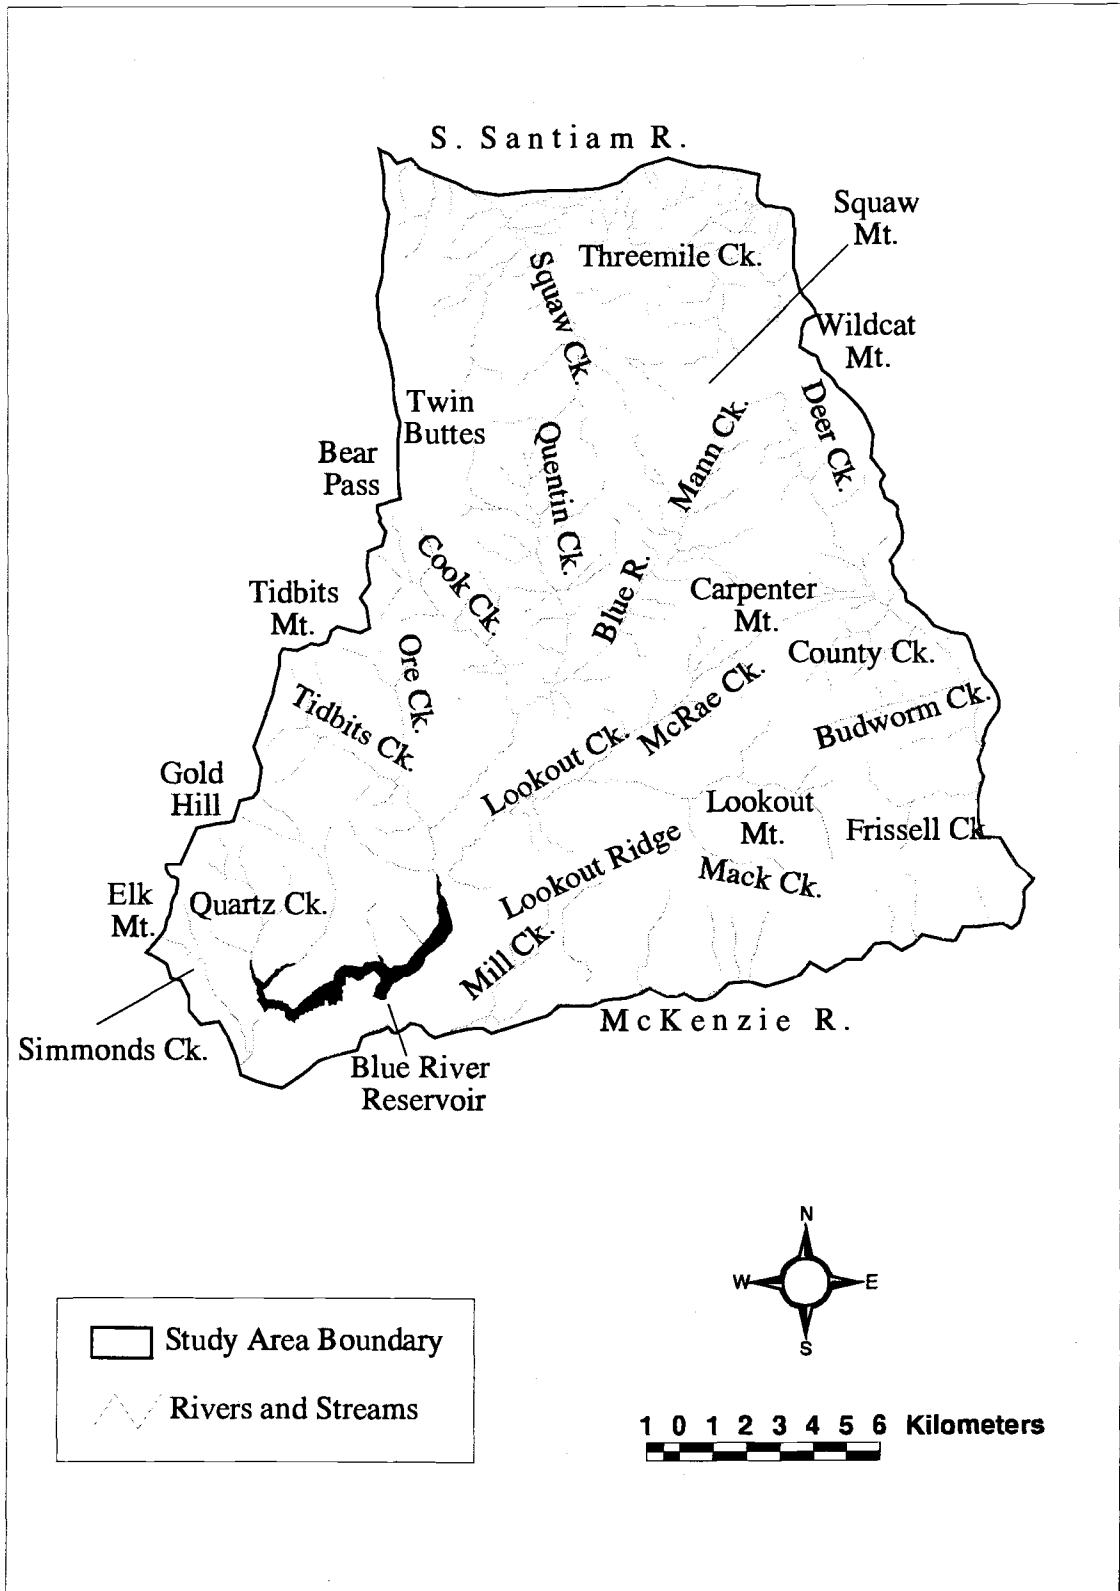 S. Santiam R.
Squaw
Mt.
Threemile Ck.
Squaw Ck.
Wildcat
Mt.
Twin
Buttes
Deer Ck.
Mann Ck.
Quentin Ck.
Bear
Pass
Cook Ck.
Blue R.
Tidbits
Mt.
Carpenter
Mt.
Ore Ck.
County Ck.
Tidbits Ck.
McRae Ck.
Budworm Ck.
Lookout Ck.
Gold
Hill
Lookout
Mt.
Frissell Ck.
Lookout Ridge
Mack Ck.
Elk
Mt.
Quartz Ck.
Mill Ck.
McKenzie R.
Simmonds Ck.
Blue River
Reservoir
N
W E
S
Study Area Boundary
Rivers and Streams
1 0 1 2 3 4 5 6 Kilometers